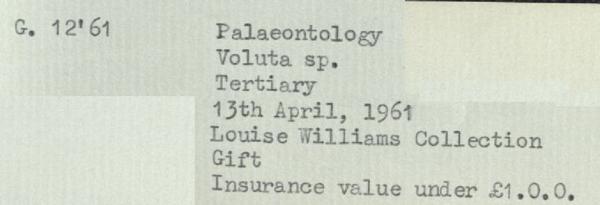 G. 12'61
Palaeontology
Voluta sp.
Tertiary
13th April, 1961
Louise Williams Collection
Gift
Insurance value under £1.0.0.